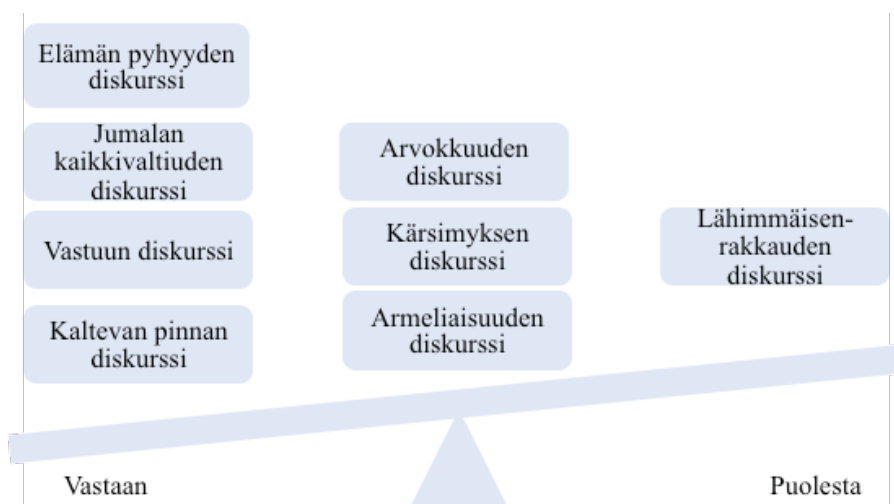 Elämän pyhyyden
diskurssi
Jumalan
kaikkivaltiuden
diskurssi
Vastuun diskurssi
Kaltevan pinnan
diskurssi
Arvokkuuden
diskurssi
Kärsimyksen
diskurssi
Armeliaisuuden
diskurssi
Lähimmäisen-
rakkauden
diskurssi
Vastaan
Puolesta